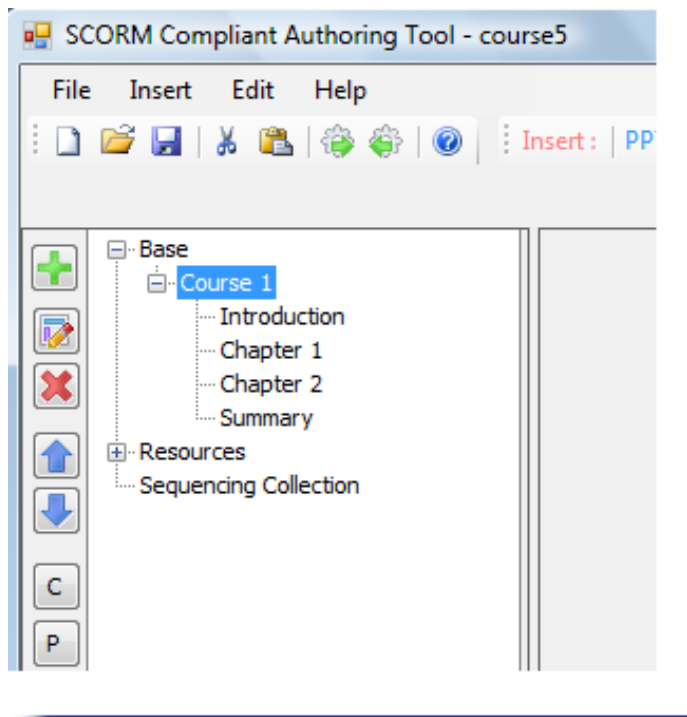 SCORM Compliant Authoring Tool - course5
File Insert Edit Help
Insert : PP
Base
Course 1
Introduction
Chapter 1
Chapter 2
Summary
Resources
Sequencing Collection
C
P